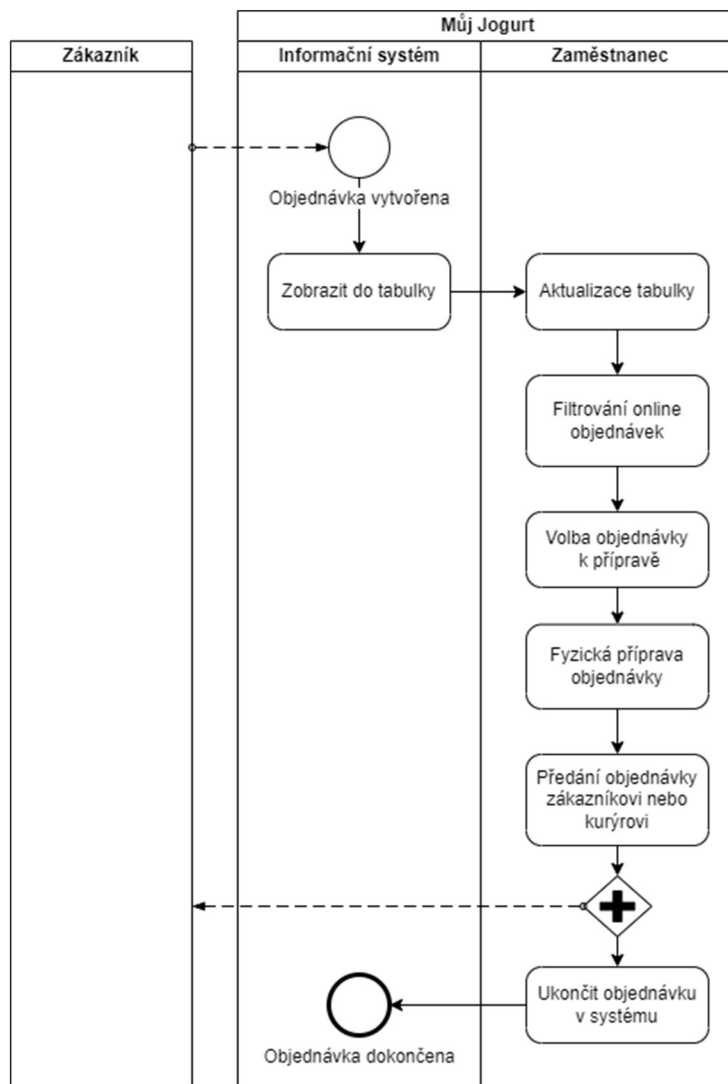 Můj Jogurt
Zákazník
Informační systém
Zaměstnanec
Objednávka vytvořena
Zobrazit do tabulky
Aktualizace tabulky
Filtrování online
objednávek
Volba objednávky
k přípravě
Fyzická příprava
objednávky
Předání objednávky
zákazníkovi nebo
kurýrovi
Ukončit objednávku
v systému
Objednávka dokončena